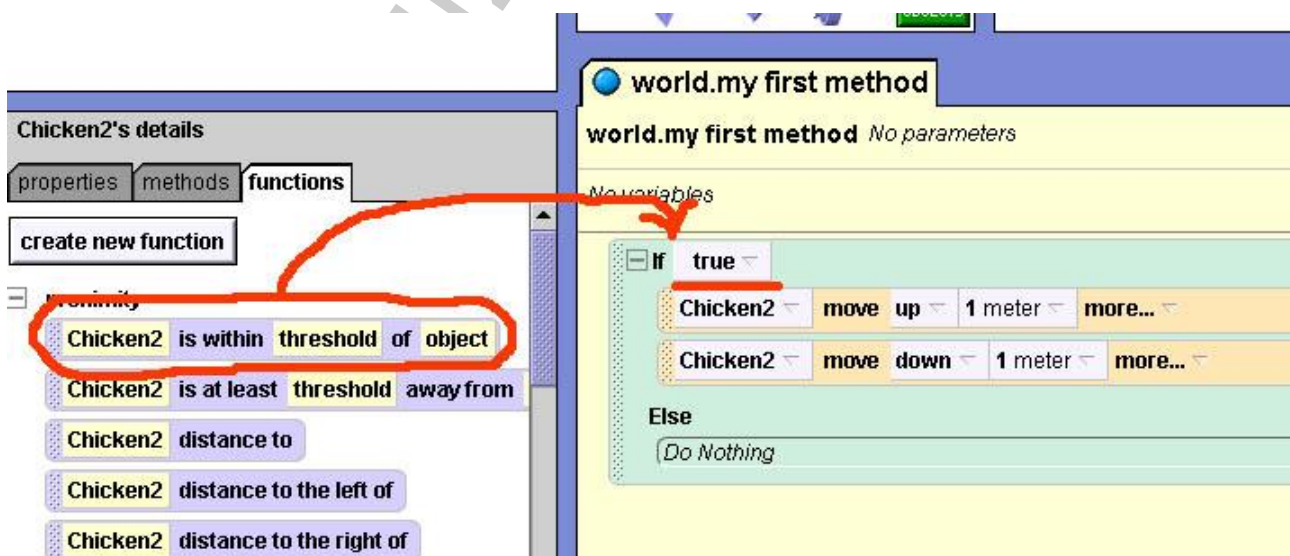 world.my first method
world.my first method No parameters
No variables
If true
Chicken2 move up 1 meter more...
Chicken2 move down 1 meter more...
Else
Do Nothing
Chicken2's details
properties methods functions
create new function
proximity
Chicken2 is within threshold of object
Chicken2 is at least threshold away from
Chicken2 distance to
Chicken2 distance to the left of
Chicken2 distance to the right of